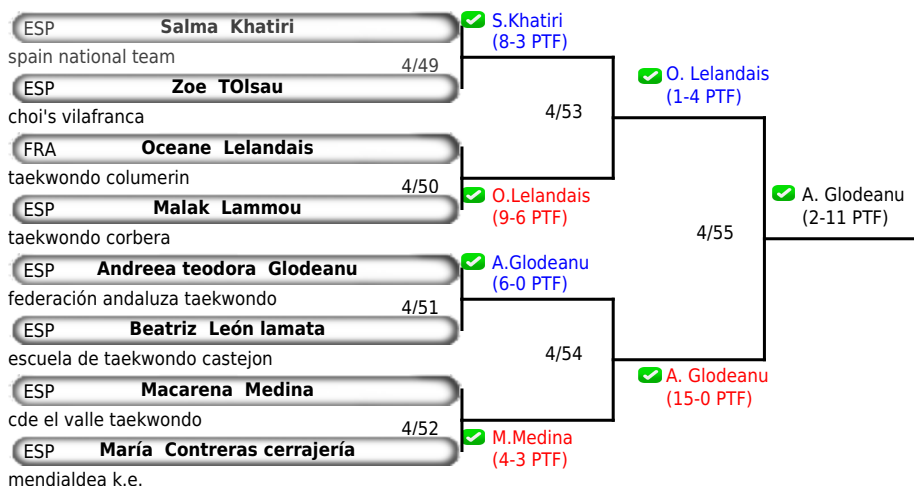 ESP Salma Khatiri
spain national team
4/49
ESP Zoe TOlsau
choi's vilafranca
FRA Oceane Lelandais
taekwondo columerin
4/50
ESP Malak Lammou
taekwondo corbera
ESP Andreea teodora Glodeanu
federación andaluza taekwondo
4/51
ESP Beatriz León lamata
escuela de taekwondo castejon
ESP Macarena Medina
cde el valle taekwondo
4/52
ESP María Contreras cerrajería
mendialdea k.e.
S.Khatiri
(8-3 PTF)
4/53
O.Lelandais
(9-6 PTF)
A.Glodeanu
(6-0 PTF)
4/54
M.Medina
(4-3 PTF)
O. Lelandais
(1-4 PTF)
4/55
A. Glodeanu
(15-0 PTF)
A. Glodeanu
(2-11 PTF)